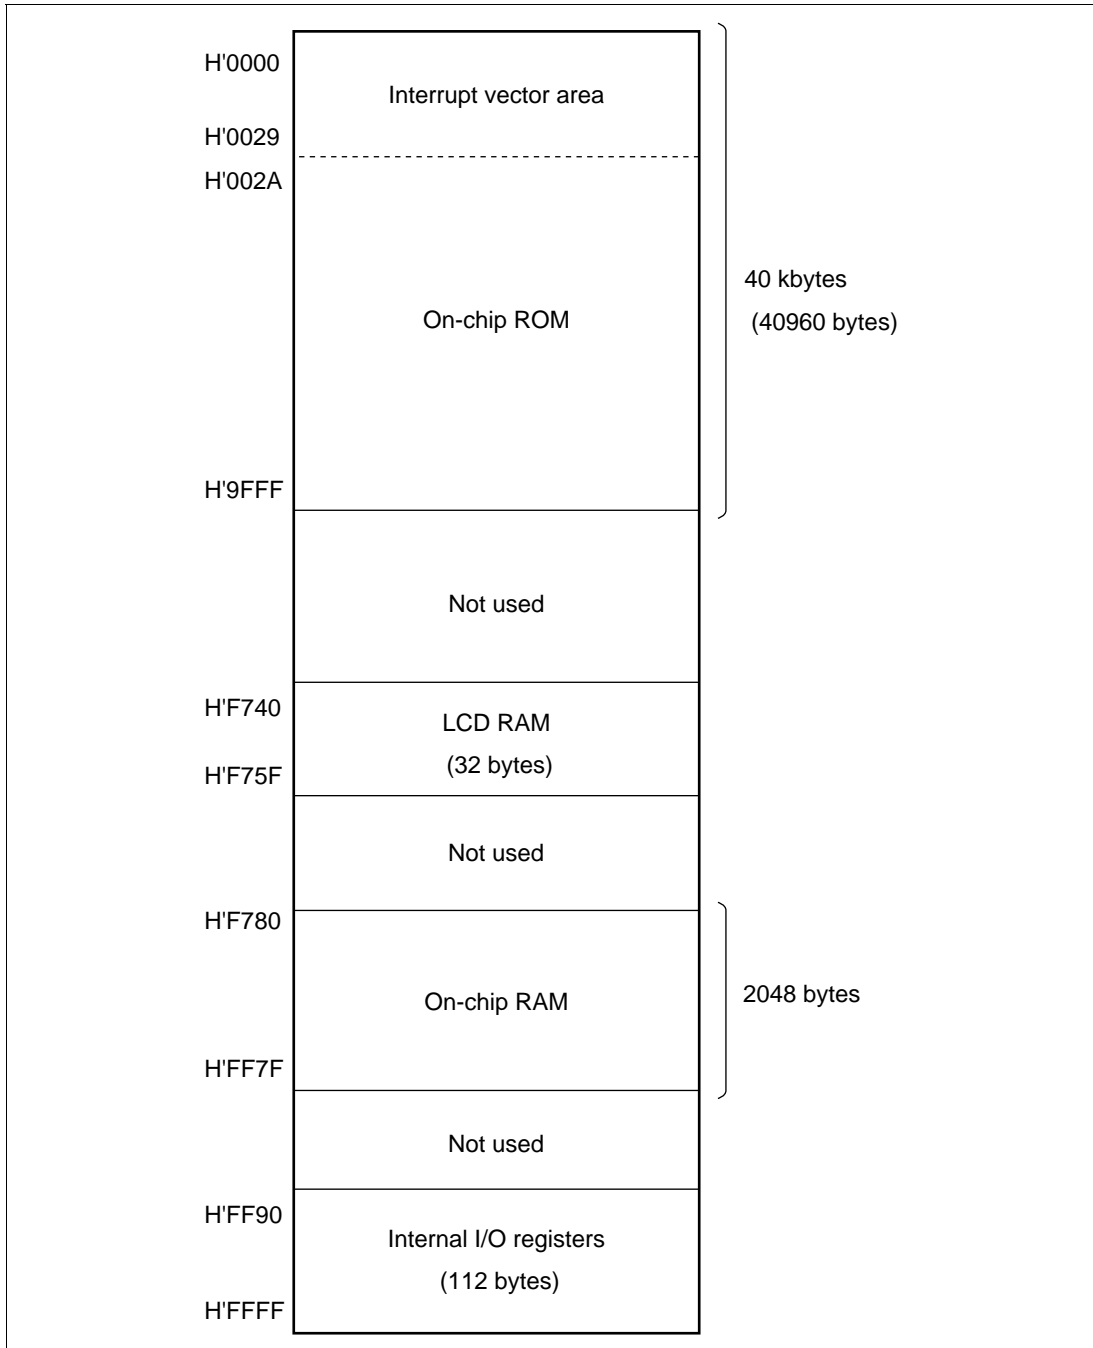 H'0000
Interrupt vector area
H'0029
H'002A
40 kbytes
(40960 bytes)
On-chip ROM
H'9FFF
Not used
H'F740
LCD RAM
(32 bytes)
H'F75F
Not used
H'F780
On-chip RAM
2048 bytes
H'FF7F
Not used
H'FF90
Internal I/O registers
(112 bytes)
H'FFFF